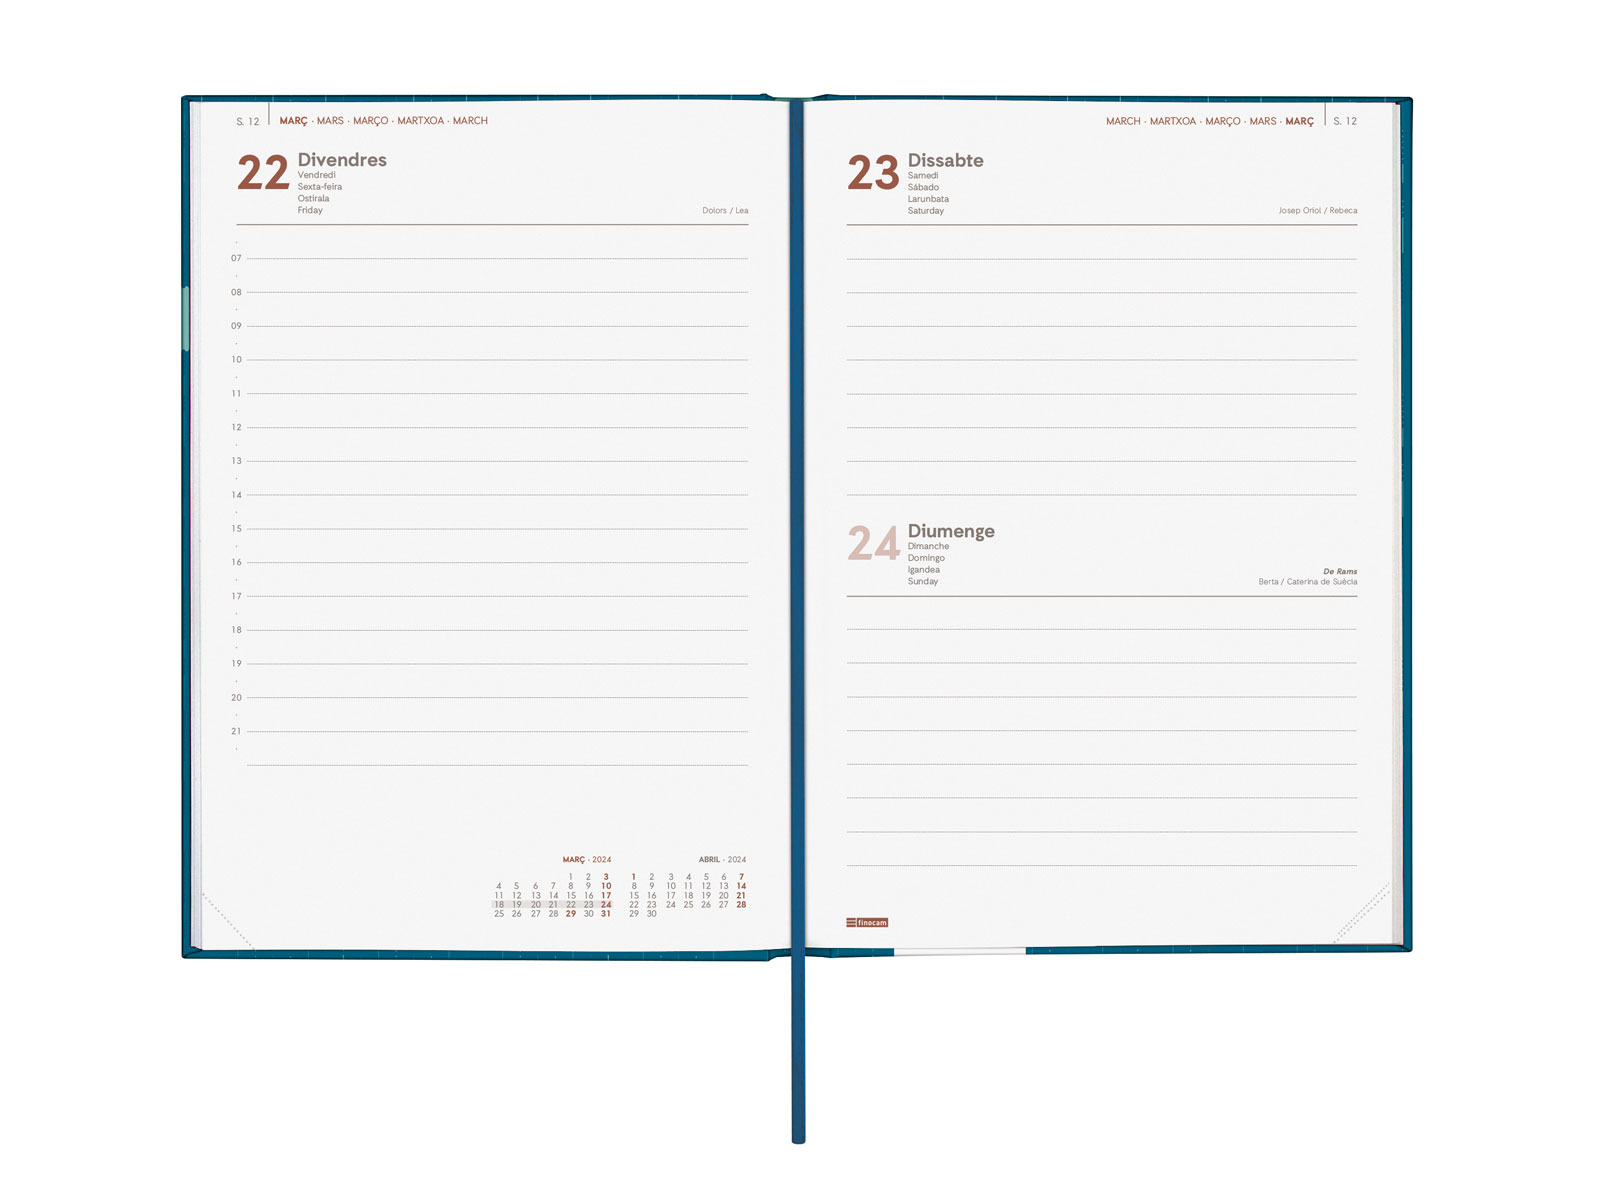 S. 12 MARÇ · MARS · MARÇO · MARTXOA · MARCH
22 Divendres
Vendredi
Sexta-feira
Ostirala
Friday
Dolors / Lea
07
08
09
10
11
12
13
14
15
16
17
18
19
20
21
MARÇ · 2024
1 2 3
4 5 6 7 8 9 10
11 12 13 14 15 16 17
18 19 20 21 22 23 24
25 26 27 28 29 30 31
ABRIL · 2024
1 2 3 4 5 6 7
8 9 10 11 12 13 14
15 16 17 18 19 20 21
22 23 24 25 26 27 28
29 30
MARCH · MARTXOA · MARÇO · MARS · MARÇ S. 12
23 Dissabte
Samedi
Sábado
Larunbata
Saturday
Josep Oriol / Rebeca
24 Diumenge
Dimanche
Domingo
Igandea
Sunday
De Rams
Berta / Caterina de Suècia
finocam